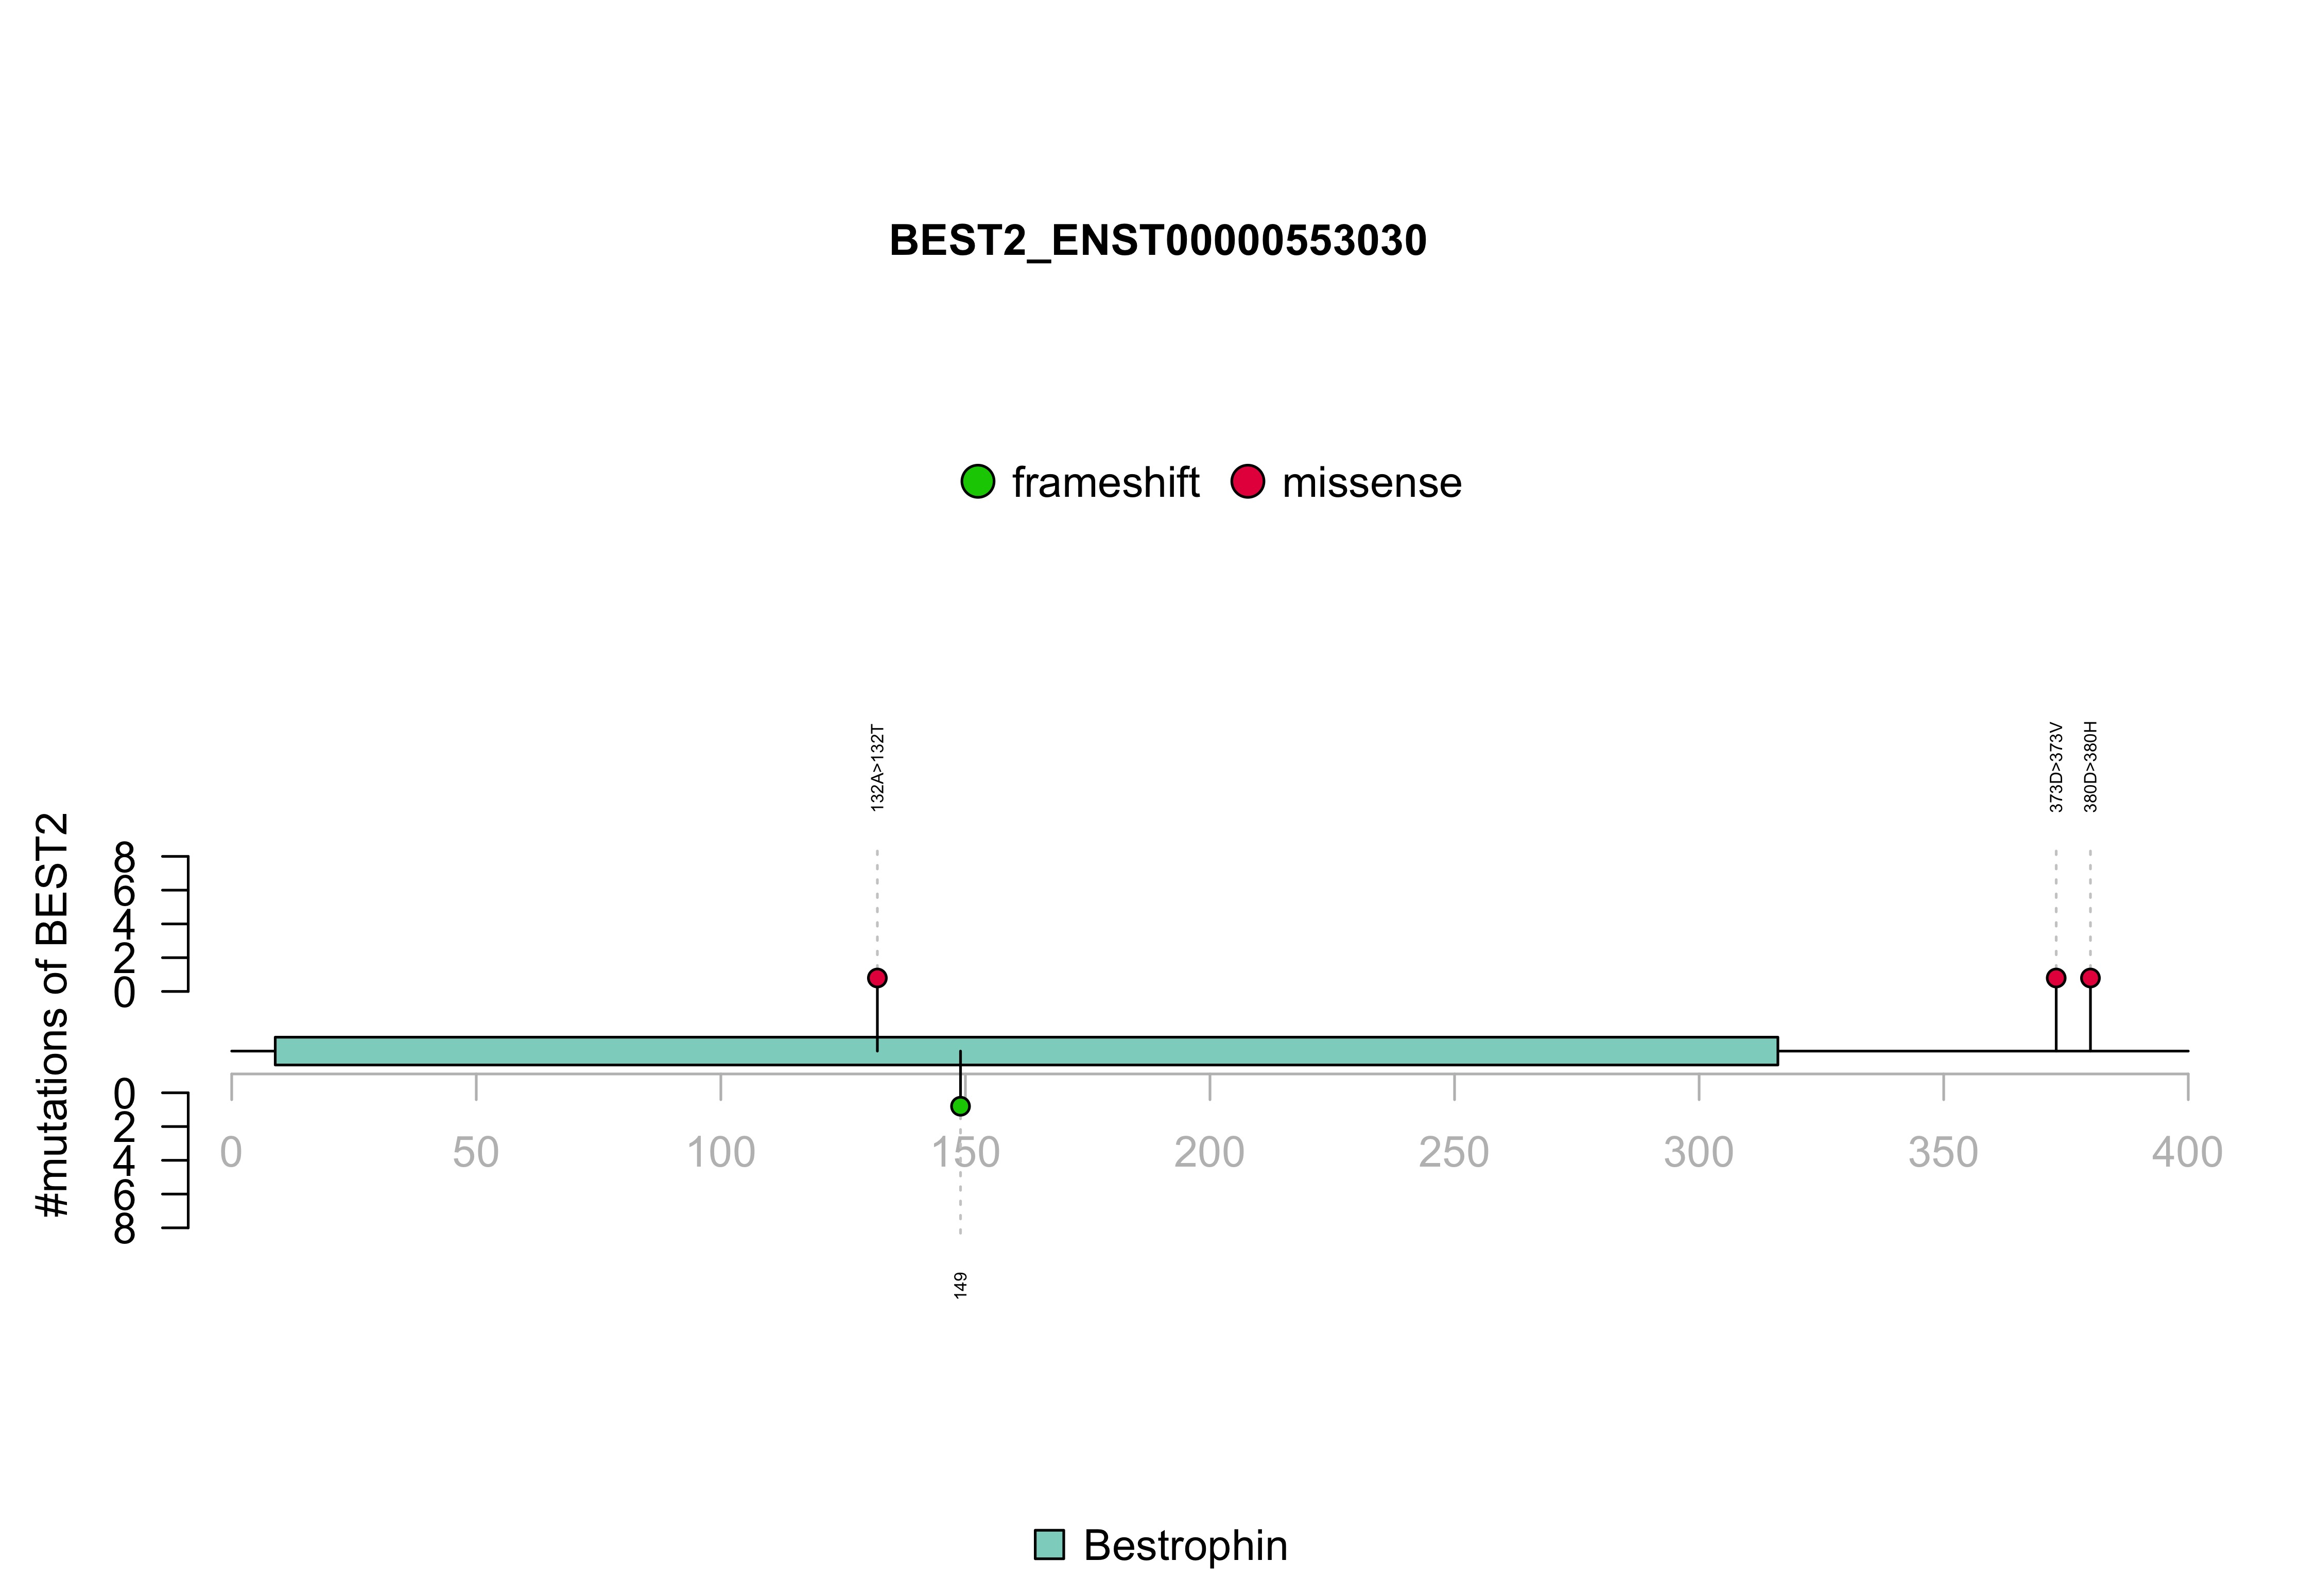 BEST2_ENST00000553030
frameshift
missense
132A>132T
373D>373V
380D>380H
#mutations of BEST2
8
6
4
2
0
0
2
4
6
8
0 50 100 150 200 250 300 350 400
149
Bestrophin